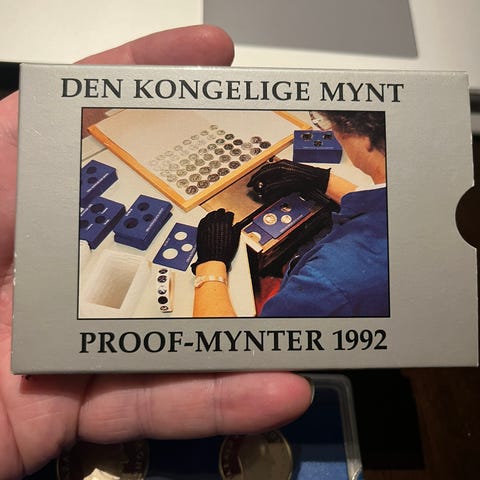 DEN KONGELIGE MYNT
PROOF-MYNTER 1992